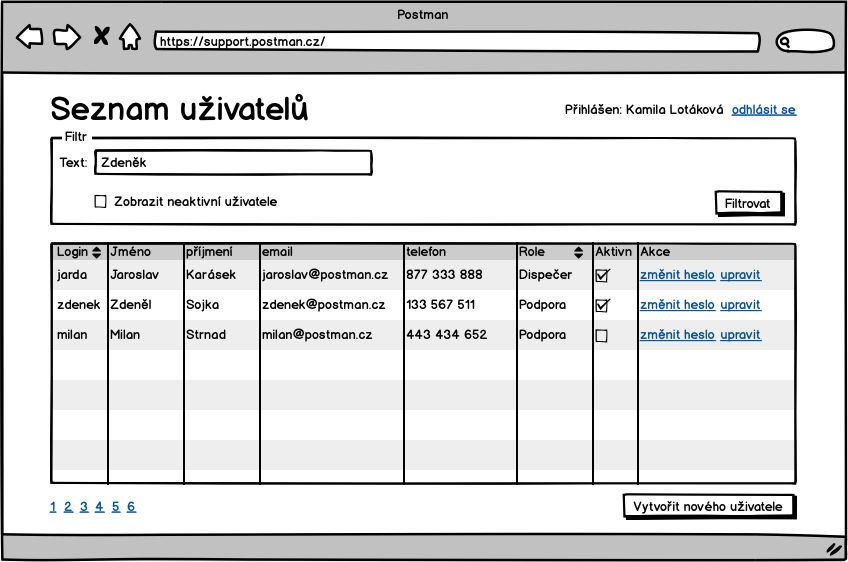 Postman
https://support.postman.cz/
Seznam uživatelů
Přihlášen: Kamila Lotáková odhlásit se
Filtr
Text: Zdeněk
Zobrazit neaktivní uživatele
Filtrovat
Login Jméno příjmení email telefon Role Aktivn Akce
jarda Jaroslav Karásek jaroslav@postman.cz 877 333 888 Dispečer změnit heslo upravit
zdenek Zdeněl Sojka zdenek@postman.cz 133 567 511 Podpora změnit heslo upravit
milan Milan Strnad milan@postman.cz 443 434 652 Podpora změnit heslo upravit
1 2 3 4 5 6
Vytvořit nového uživatele